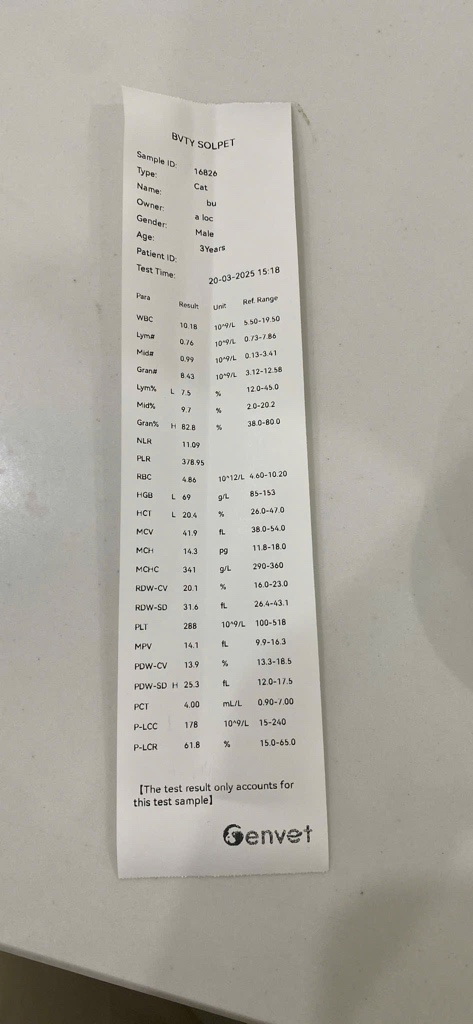 BVTY SOLPET
Sample ID: 16826
Type: Cat
Name: bu
Owner: a loc
Gender: Male
Age: 3Years
Patient ID:
Test Time: 20-03-2025 15:18
Para Result Unit Ref. Range
WBC 10.18 10^9/L 5.50-19.50
Lym# 0.76 10^9/L 0.73-7.86
Mid# 0.99 10^9/L 0.13-3.41
Gran# 8.43 10^9/L 3.12-12.58
Lym% L 7.5 % 12.0-45.0
Mid% 9.7 % 2.0-20.2
Gran% H 82.8 % 38.0-80.0
NLR 11.09
PLR 378.95
RBC 4.86 10^12/L 4.60-10.20
HGB L 69 g/L 85-153
HCT L 20.4 % 26.0-47.0
MCV 41.9 fL 38.0-54.0
MCH 14.3 pg 11.8-18.0
MCHC 341 g/L 290-360
RDW-CV 20.1 % 16.0-23.0
RDW-SD 31.6 fL 26.4-43.1
PLT 288 10^9/L 100-518
MPV 14.1 fL 9.9-16.3
PDW-CV 13.9 % 13.3-18.5
PDW-SD H 25.3 fL 12.0-17.5
PCT 4.00 mL/L 0.90-7.00
P-LCC 178 10^9/L 15-240
P-LCR 61.8 % 15.0-65.0
【The test result only accounts for
this test sample】
Genvet